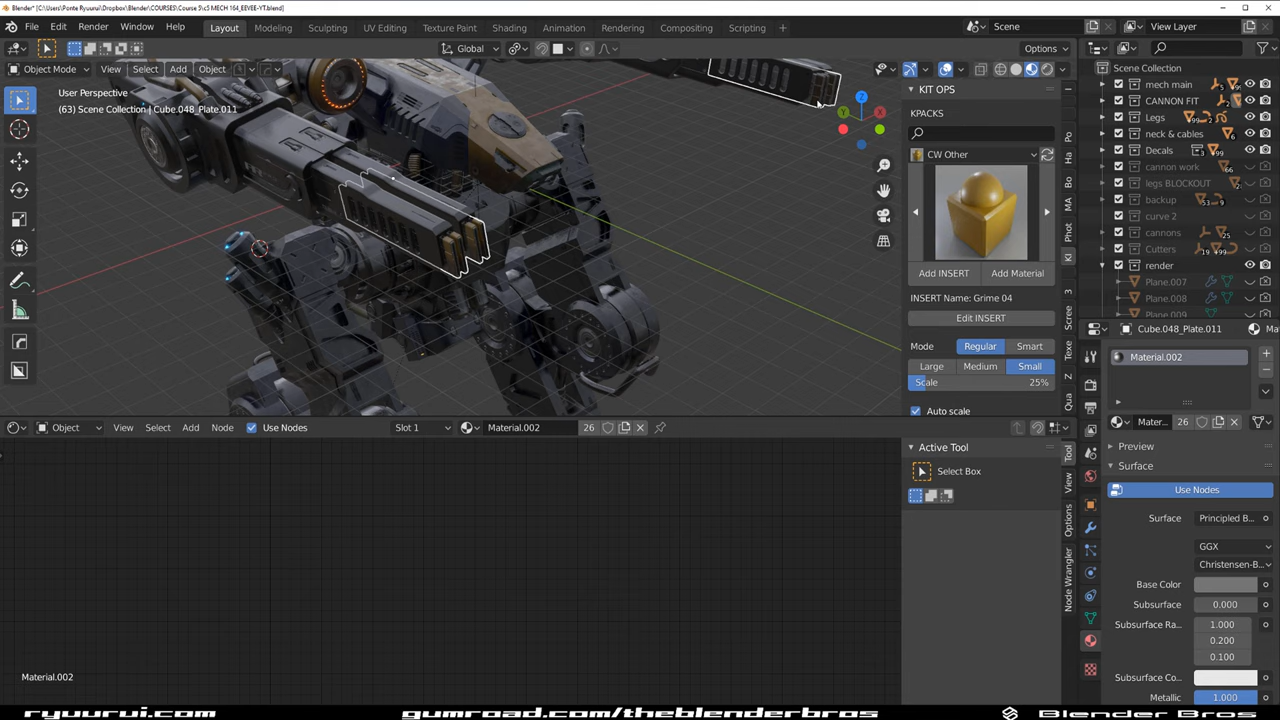 Blender* [C:\Users\Ponte Ryuurui\Dropbox\Blender\COURSES\Course 5\c5 MECH 164_EEVEE-YT.blend]
File Edit Render Window Help Layout Modeling Sculpting UV Editing Texture Paint Shading Animation Rendering Compositing Scripting + Scene View Layer
Global Options
Object Mode View Select Add Object
User Perspective
(63) Scene Collection | Cube.048_Plate.011
KIT OPS
KPACKS
CW Other
Add INSERT Add Material
INSERT Name: Grime 04
Edit INSERT
Mode Regular Smart
Large Medium Small
Scale 25%
Auto scale
Scene Collection
mech main
CANNON FIT
Legs
neck & cables
Decals
cannon work
legs BLOCKOUT
backup
curve 2
cannons
Cutters
render
Plane.007
Plane.008
Plane.009
Cube.048_Plate.011
Material.002
Mater... 26
Preview
Surface
Use Nodes
Surface Principled B...
GGX
Christensen-B...
Base Color
Subsurface 0.000
Subsurface Ra... 1.000
0.200
0.100
Subsurface Co...
Metallic 1.000
Object View Select Add Node Use Nodes Slot 1 Material.002 26
Active Tool
Select Box
Tool
View
Options
Node Wrangler
Material.002
ryuurui.com gumroad.com/theblenderbros Blender Bros